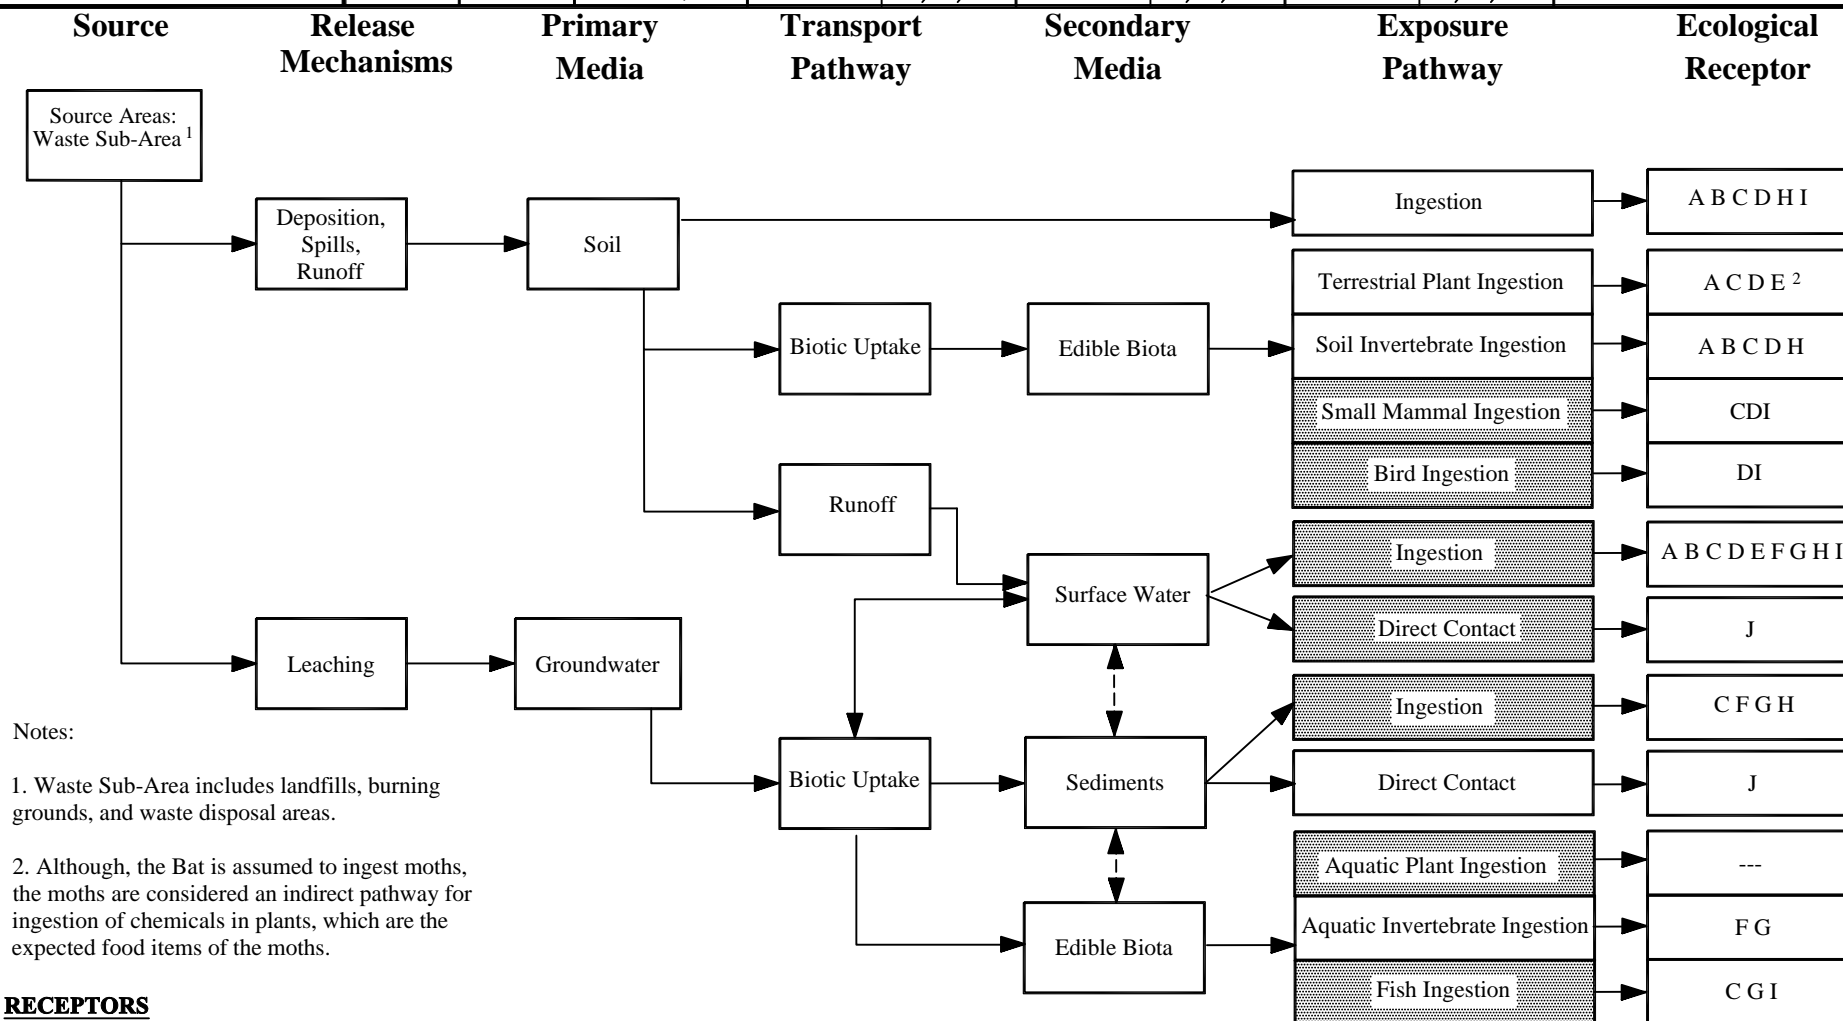 Source
Release
Mechanisms
Primary
Media
Transport
Pathway
Secondary
Media
Exposure
Pathway
Ecological
Receptor
Source Areas:
Waste Sub-Area 1
Deposition,
Spills,
Runoff
Soil
Ingestion
A B C D H I
Terrestrial Plant Ingestion
A C D E 2
Biotic Uptake
Edible Biota
Soil Invertebrate Ingestion
A B C D H
Small Mammal Ingestion
CDI
Bird Ingestion
DI
Runoff
Ingestion
A B C D E F G H I
Surface Water
Direct Contact
J
Leaching
Groundwater
Ingestion
C F G H
Biotic Uptake
Sediments
Direct Contact
J
Aquatic Plant Ingestion
---
Edible Biota
Aquatic Invertebrate Ingestion
F G
Fish Ingestion
C G I
Notes:
1. Waste Sub-Area includes landfills, burning
grounds, and waste disposal areas.
2. Although, the Bat is assumed to ingest moths,
the moths are considered an indirect pathway for
ingestion of chemicals in plants, which are the
expected food items of the moths.
RECEPTORS